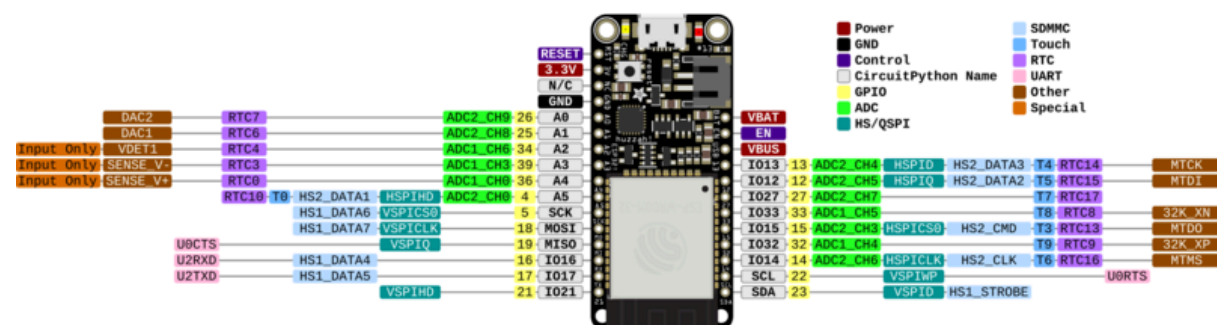 Power SDMMC
GND Touch
Control RTC
CircuitPython Name UART
GPIO Other
ADC Special
HS/QSPI
RESET
3.3V
N/C
GND
DAC2 RTC7 ADC2_CH9 26 A0 VBAT
DAC1 RTC6 ADC2_CH8 25 A1 EN
Input Only VDET1 RTC4 ADC1_CH6 34 A2 VBUS
Input Only SENSE_V- RTC3 ADC1_CH3 39 A3 IO13 13 ADC2_CH4 HSPID HS2_DATA3 T4 RTC14 MTCK
Input Only SENSE_V+ RTC0 ADC1_CH0 36 A4 IO12 12 ADC2_CH5 HSPIQ HS2_DATA2 T5 RTC15 MTDI
RTC10 T0 HS2_DATA1 HSPIHD ADC2_CH0 4 A5 IO27 27 ADC2_CH7 T7 RTC17
HS1_DATA6 VSPICS0 5 SCK IO33 33 ADC1_CH5 T8 RTC8 32K_XN
HS1_DATA7 VSPICLK 18 MOSI IO15 15 ADC2_CH3 HSPICS0 HS2_CMD T3 RTC13 MTDO
U0CTS VSPIQ 19 MISO IO32 32 ADC1_CH4 T9 RTC9 32K_XP
U2RXD HS1_DATA4 16 IO16 IO14 14 ADC2_CH6 HSPICLK HS2_CLK T6 RTC16 MTMS
U2TXD HS1_DATA5 17 IO17 SCL 22 VSPIWP U0RTS
VSPIHD 21 IO21 SDA 23 VSPID HS1_STROBE